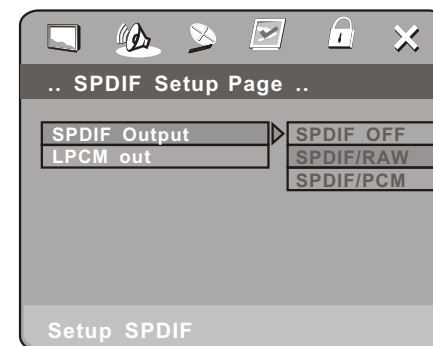 .. SPDIF Setup Page ..
SPDIF Output
SPDIF OFF
LPCM out
SPDIF/RAW
SPDIF/PCM
Setup SPDIF